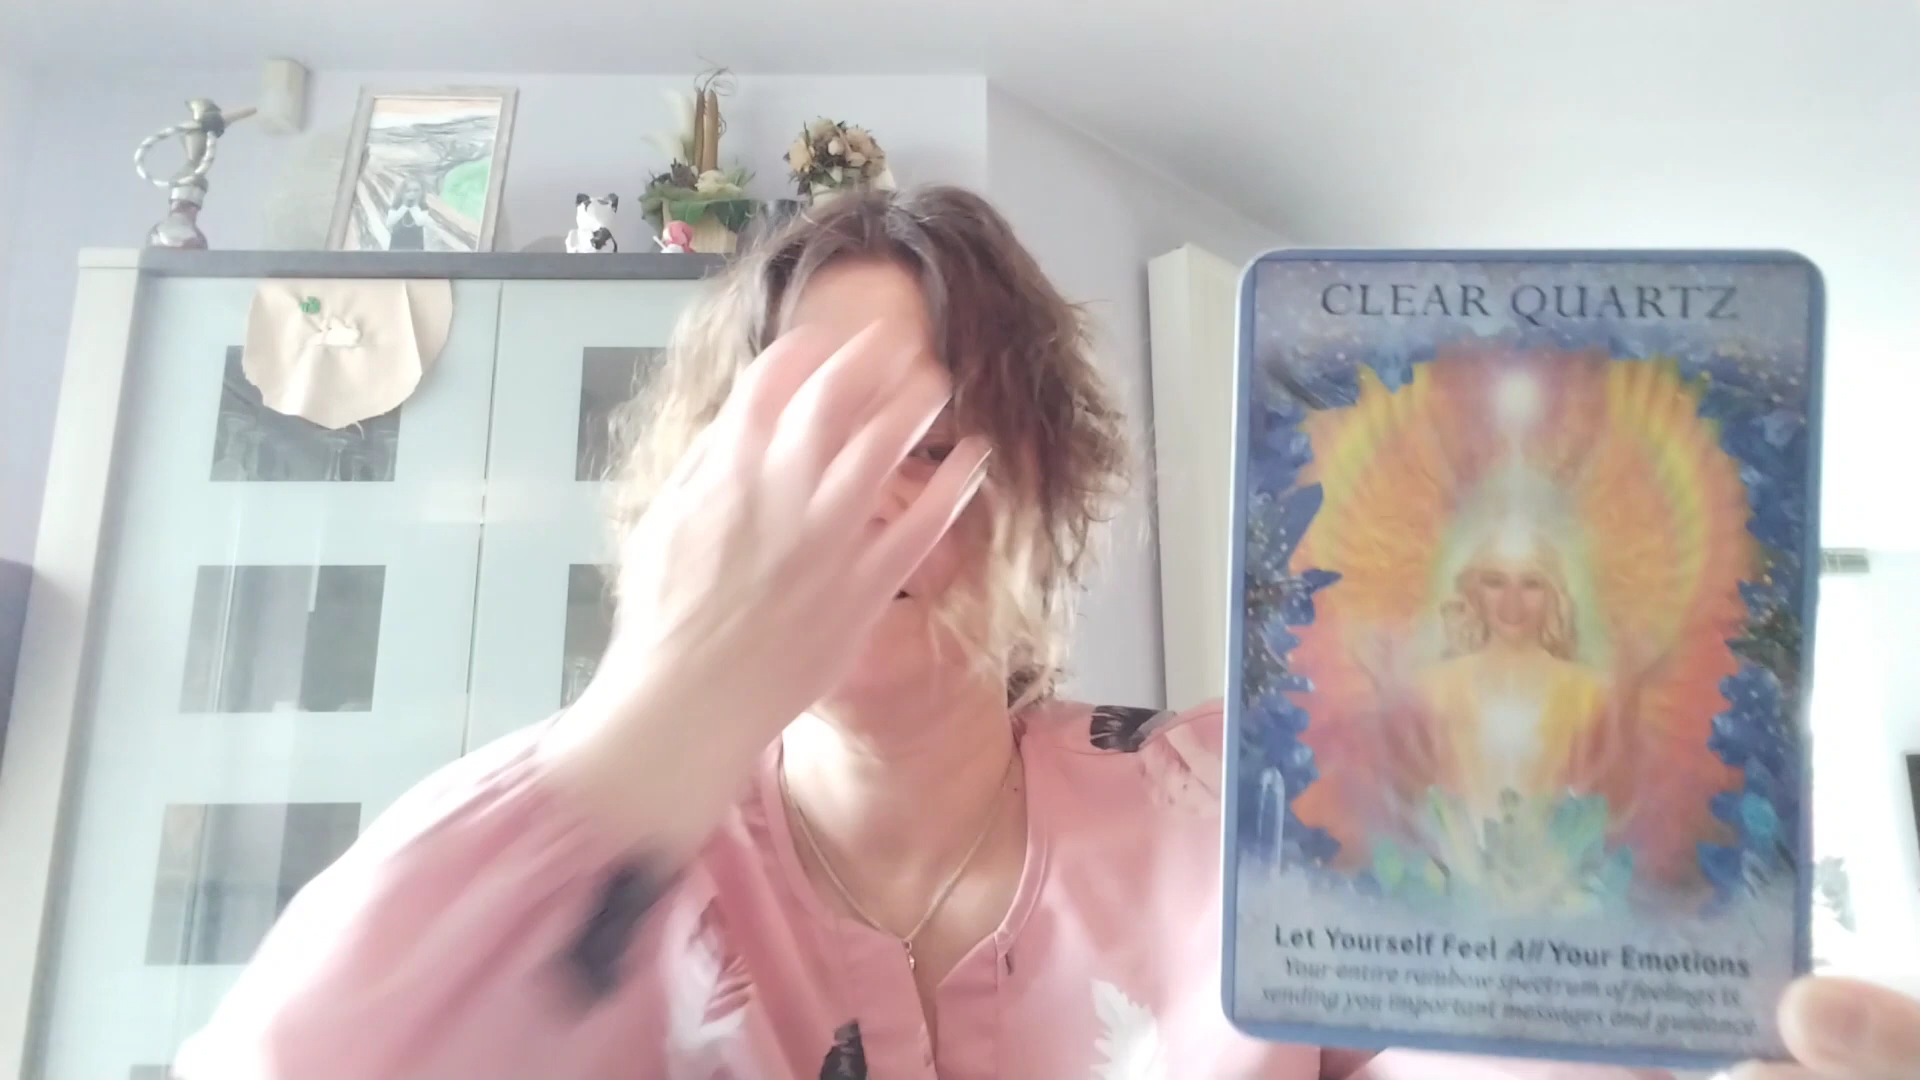 CLEAR QUARTZ
Let Yourself Feel All Your Emotions
Your entire rainbow spectrum of feelings is
sending you important messages and guidance.